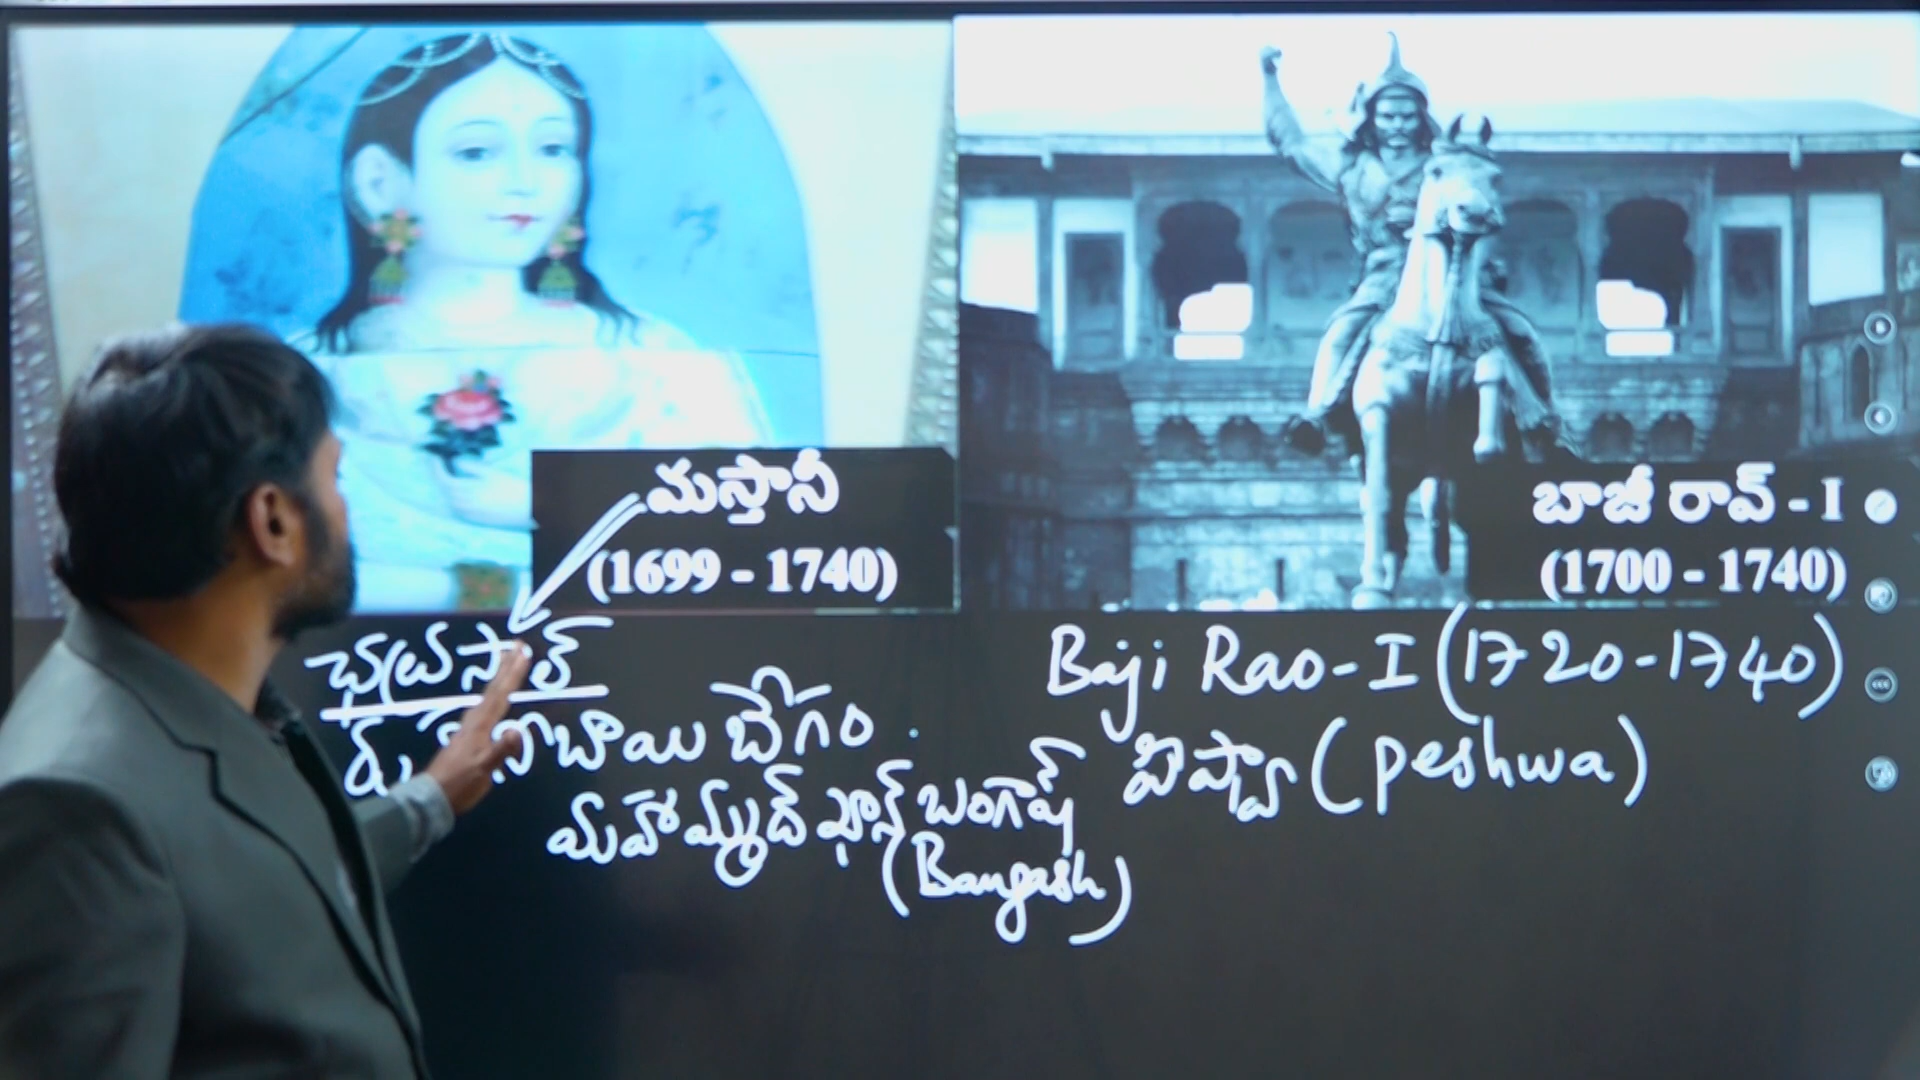 మస్తానీ
(1699 - 1740)
బాజీ రావ్ - I
(1700 - 1740)
ఛత్రసాల్
బాయి బేగం
మహమ్మద్ ఖాన్ బంగాష్
(Bangash)
Baji Rao-I (1720-1740)
పీష్వా (peshwa)